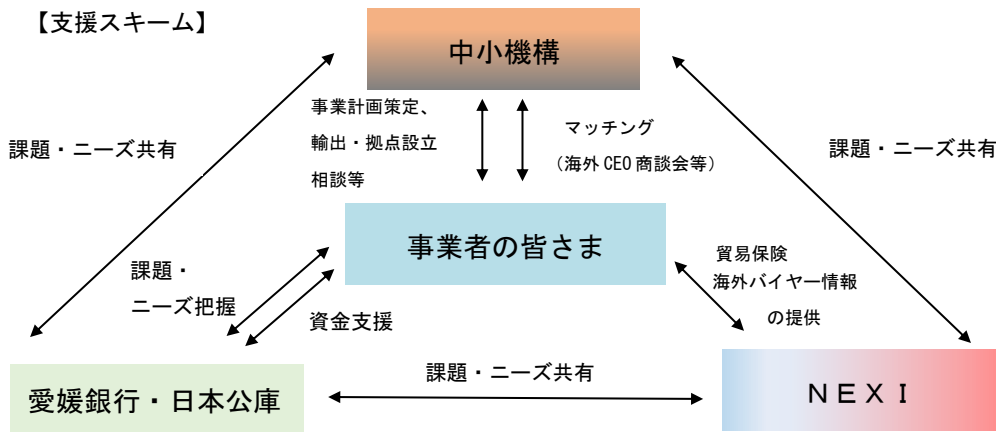 【支援スキーム】
中小機構
事業計画策定、
輸出・拠点設立
相談等
マッチング
（海外 CEO 商談会等）
課題・ニーズ共有
課題・ニーズ共有
事業者の皆さま
課題・
ニーズ把握
資金支援
貿易保険
海外バイヤー情報
の提供
愛媛銀行・日本公庫
課題・ニーズ共有
ＮＥＸＩ